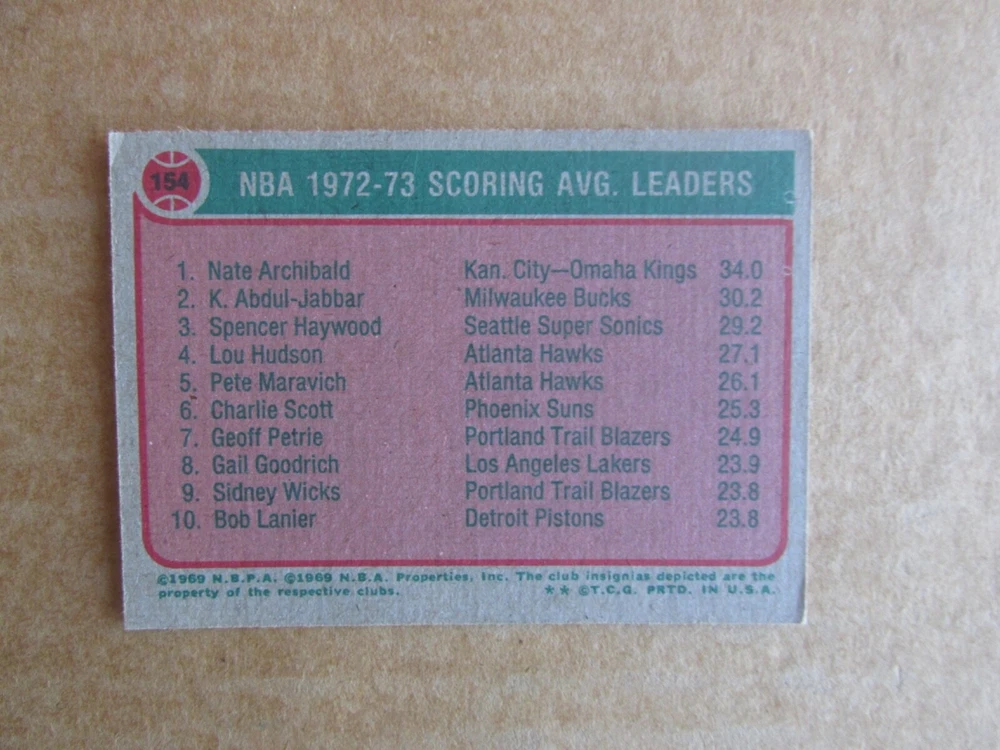 154
NBA 1972-73 SCORING AVG. LEADERS
1. Nate Archibald Kan. City—Omaha Kings 34.0
2. K. Abdul-Jabbar Milwaukee Bucks 30.2
3. Spencer Haywood Seattle Super Sonics 29.2
4. Lou Hudson Atlanta Hawks 27.1
5. Pete Maravich Atlanta Hawks 26.1
6. Charlie Scott Phoenix Suns 25.3
7. Geoff Petrie Portland Trail Blazers 24.9
8. Gail Goodrich Los Angeles Lakers 23.9
9. Sidney Wicks Portland Trail Blazers 23.8
10. Bob Lanier Detroit Pistons 23.8
©1969 N.B.P.A. ©1969 N.B.A. Properties, Inc. The club insignias depicted are the
property of the respective clubs. ** ©T.C.G. PRTD. IN U.S.A.